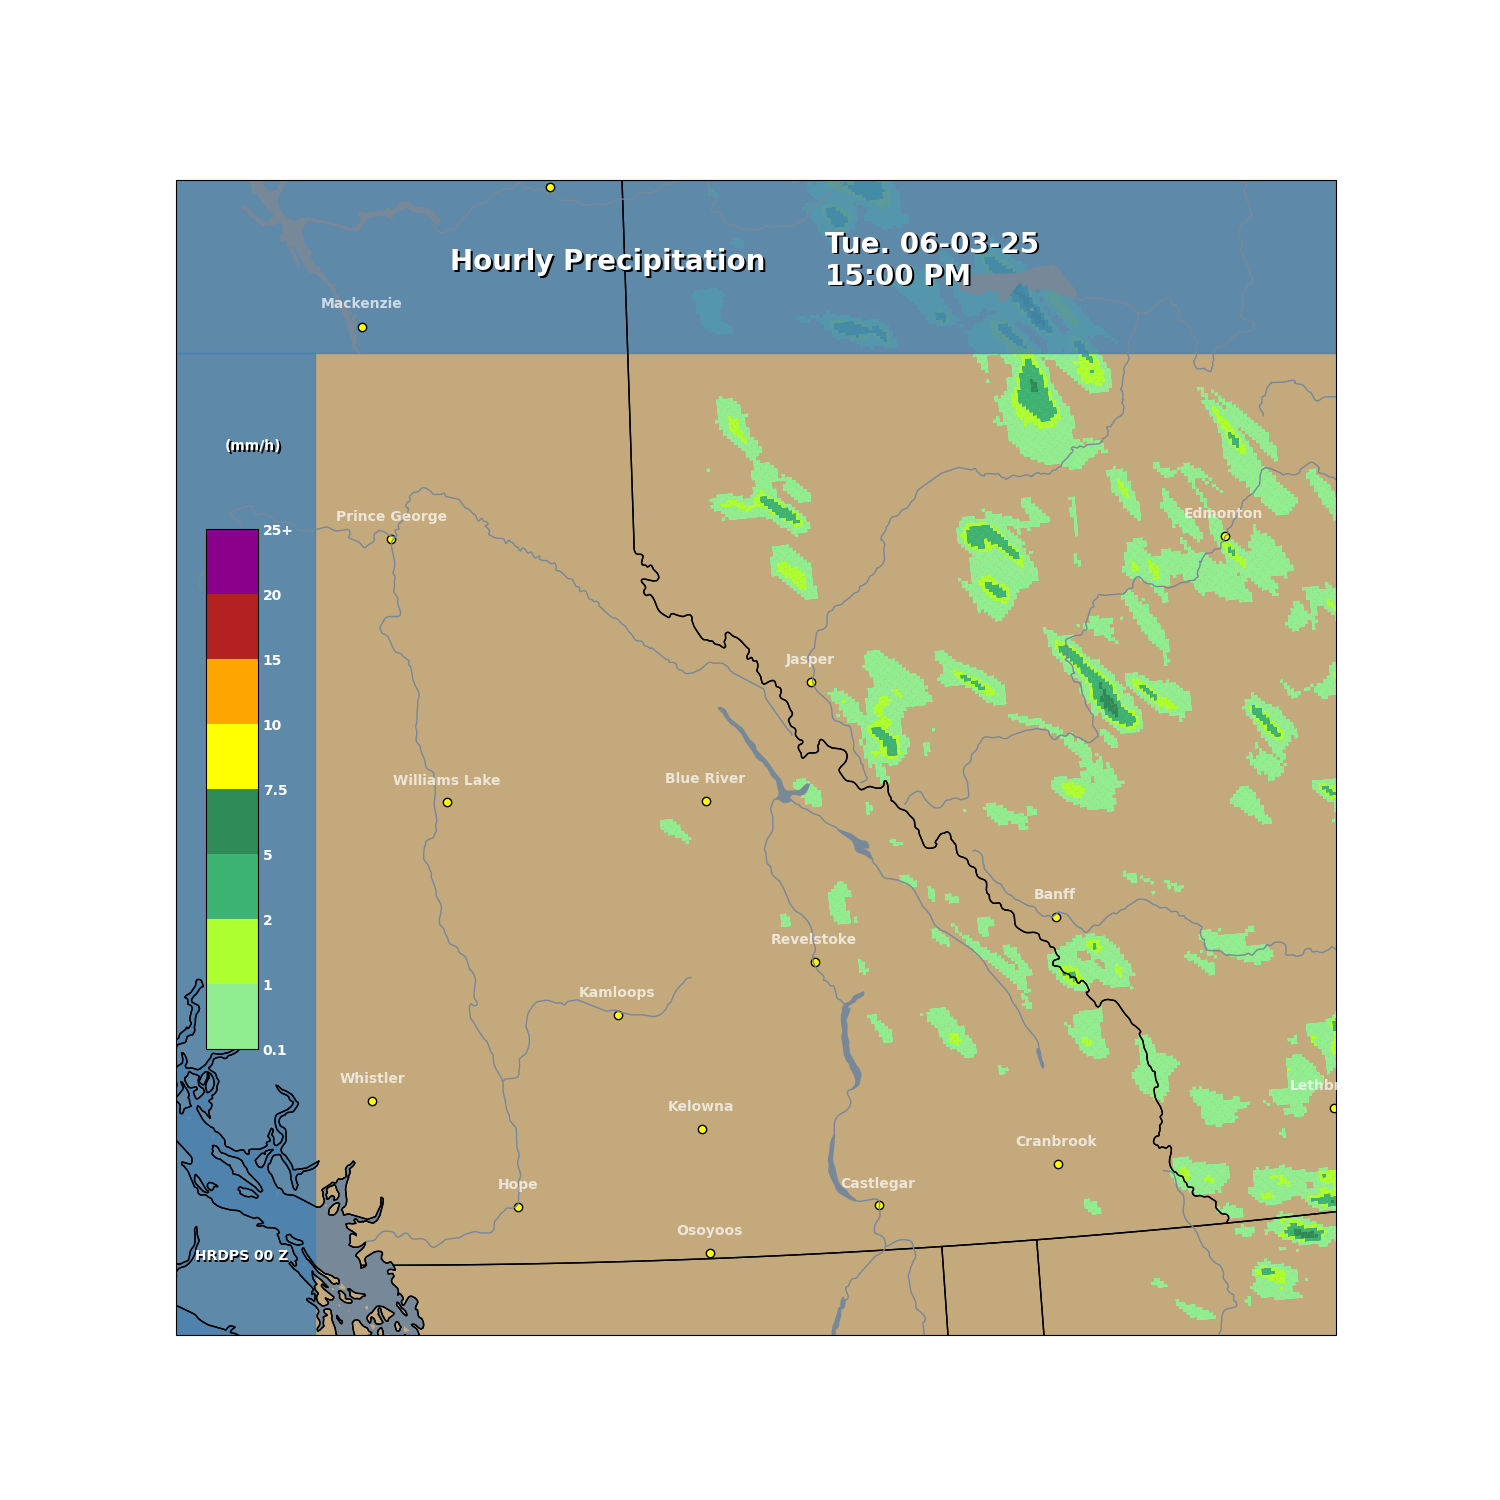 Hourly Precipitation
Tue. 06-03-25
15:00 PM
Mackenzie
(mm/h)
25+
20
15
10
7.5
5
2
1
0.1
Prince George
Edmonton
Jasper
Williams Lake
Blue River
Banff
Revelstoke
Kamloops
Whistler
Lethbr
Kelowna
Cranbrook
Hope
Castlegar
Osoyoos
HRDPS 00 Z